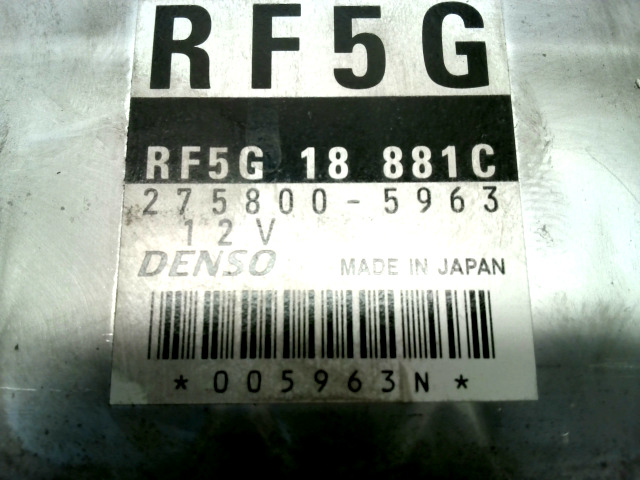 RF5G
RF5G 18 881C
275800-5963
12V
DENSO MADE IN JAPAN
*005963N*